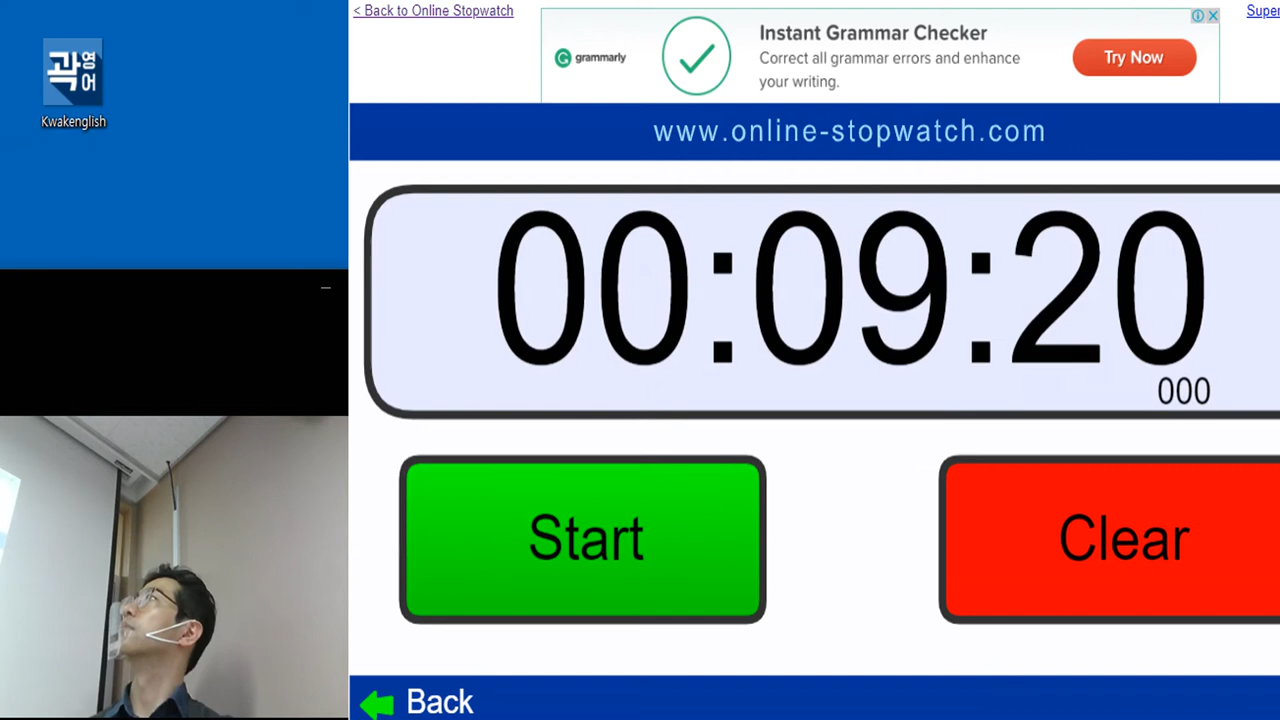 곽영어
Kwakenglish
< Back to Online Stopwatch
grammarly
Instant Grammar Checker
Correct all grammar errors and enhance
your writing.
Try Now
Super
www.online-stopwatch.com
00:09:20
000
Start
Clear
Back